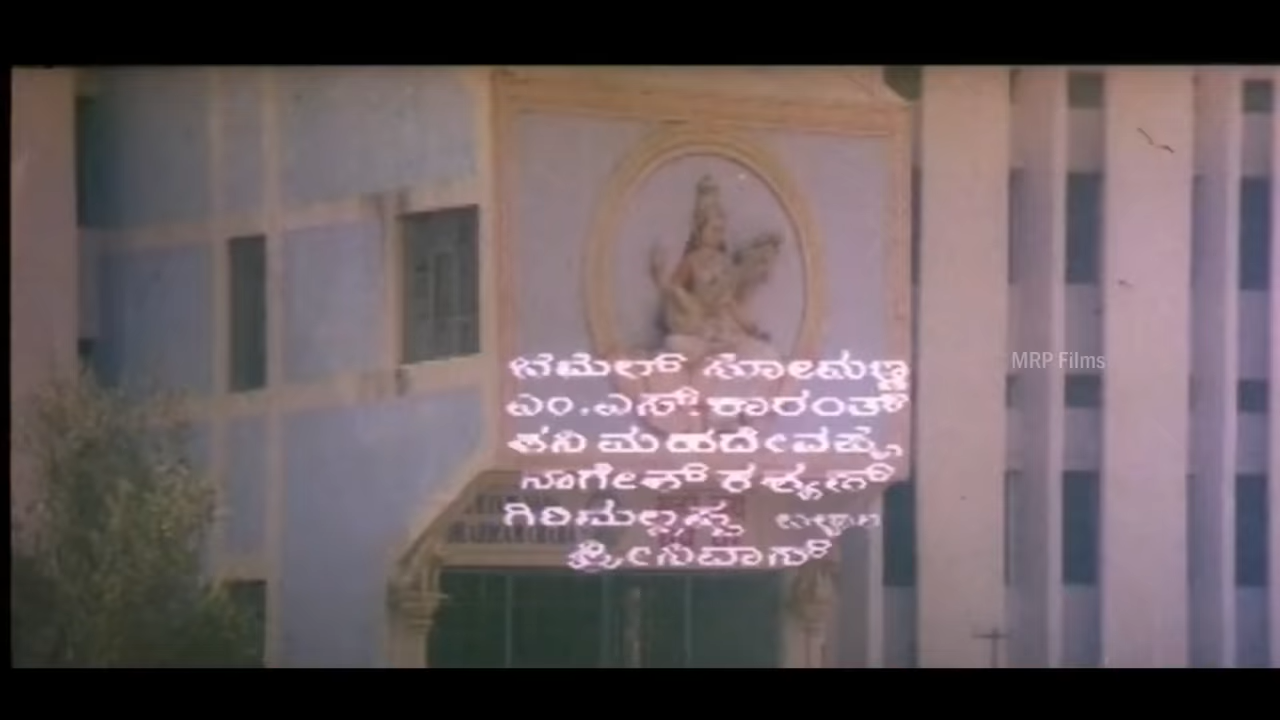 ಬೆಮೆಲ್ ಸೋಮಣ್ಣ
ಎಂ.ಎಸ್.ಕಾರಂತ್
ಶನಿ ಮಹದೇವಪ್ಪ
ನಾಗೇಶ್ ಕಶ್ಯಪ್
ಗಿರಿಮಲ್ಲಪ್ಪ
ಶ್ರೀನಿವಾಸ್
MRP Films